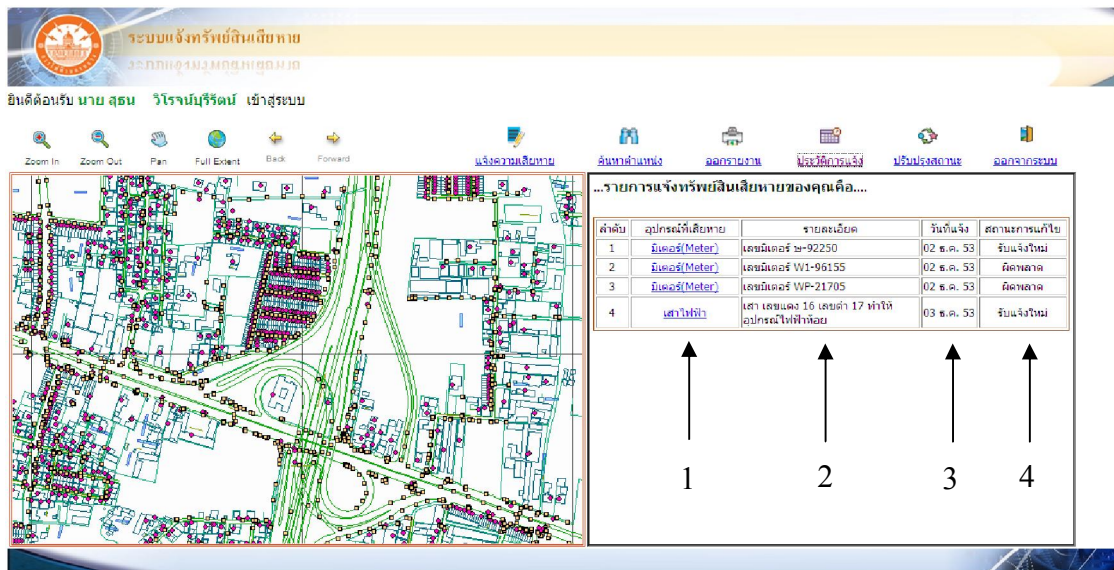 ระบบแจ้งทรัพย์สินเสียหาย
ยินดีต้อนรับ นาย สุธน วิโรจน์บุรีรัตน์ เข้าสู่ระบบ
Zoom In Zoom Out Pan Full Extent Back Forward แจ้งความเสียหาย ค้นหาตำแหน่ง ออกรายงาน ประวัติการแจ้ง ปรับปรุงสถานะ ออกจากระบบ
...รายการแจ้งทรัพย์สินเสียหายของคุณคือ....
ลำดับ อุปกรณ์ที่เสียหาย รายละเอียด วันที่แจ้ง สถานะการแก้ไข
1 มิเตอร์(Meter) เลขมิเตอร์ ษ-92250 02 ธ.ค. 53 รับแจ้งใหม่
2 มิเตอร์(Meter) เลขมิเตอร์ W1-96155 02 ธ.ค. 53 ผิดพลาด
3 มิเตอร์(Meter) เลขมิเตอร์ WP-21705 02 ธ.ค. 53 ผิดพลาด
4 เสาไฟฟ้า เสา เลขแดง 16 เลขดำ 17 ทำให้
อุปกรณ์ไฟฟ้าห้อย 03 ธ.ค. 53 รับแจ้งใหม่
1 2 3 4